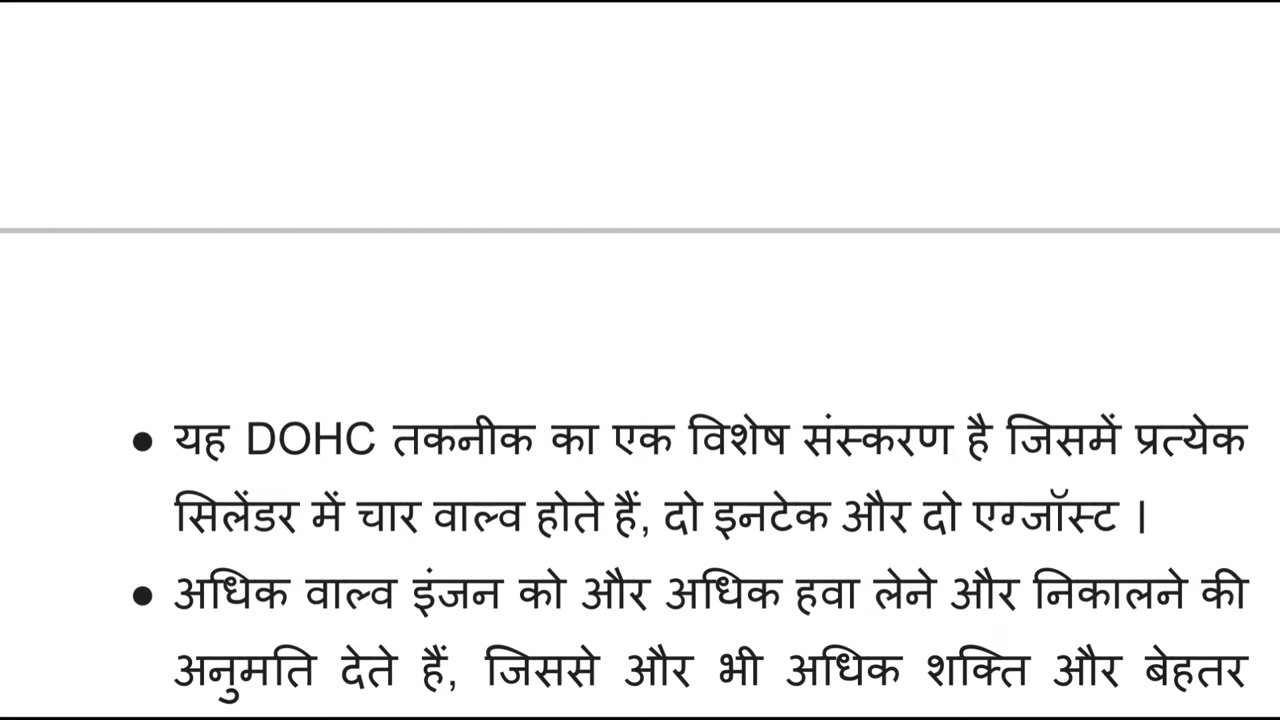 ● यह DOHC तकनीक का एक विशेष संस्करण है जिसमें प्रत्येक
सिलेंडर में चार वाल्व होते हैं, दो इनटेक और दो एग्जॉस्ट ।
● अधिक वाल्व इंजन को और अधिक हवा लेने और निकालने की
अनुमति देते हैं, जिससे और भी अधिक शक्ति और बेहतर